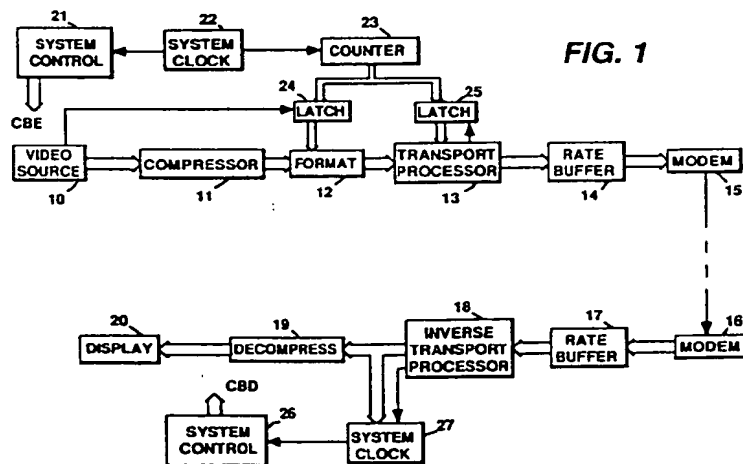 21
22
23
SYSTEM
CONTROL
SYSTEM
CLOCK
COUNTER
FIG. 1
24
25
LATCH
LATCH
CBE
VIDEO
SOURCE
COMPRESSOR
FORMAT
TRANSPORT
PROCESSOR
RATE
BUFFER
MODEM
10
11
12
13
14
15
20
19
18
17
16
DISPLAY
DECOMPRESS
INVERSE
TRANSPORT
PROCESSOR
RATE
BUFFER
MODEM
CBD
26
SYSTEM
CONTROL
SYSTEM
CLOCK
27